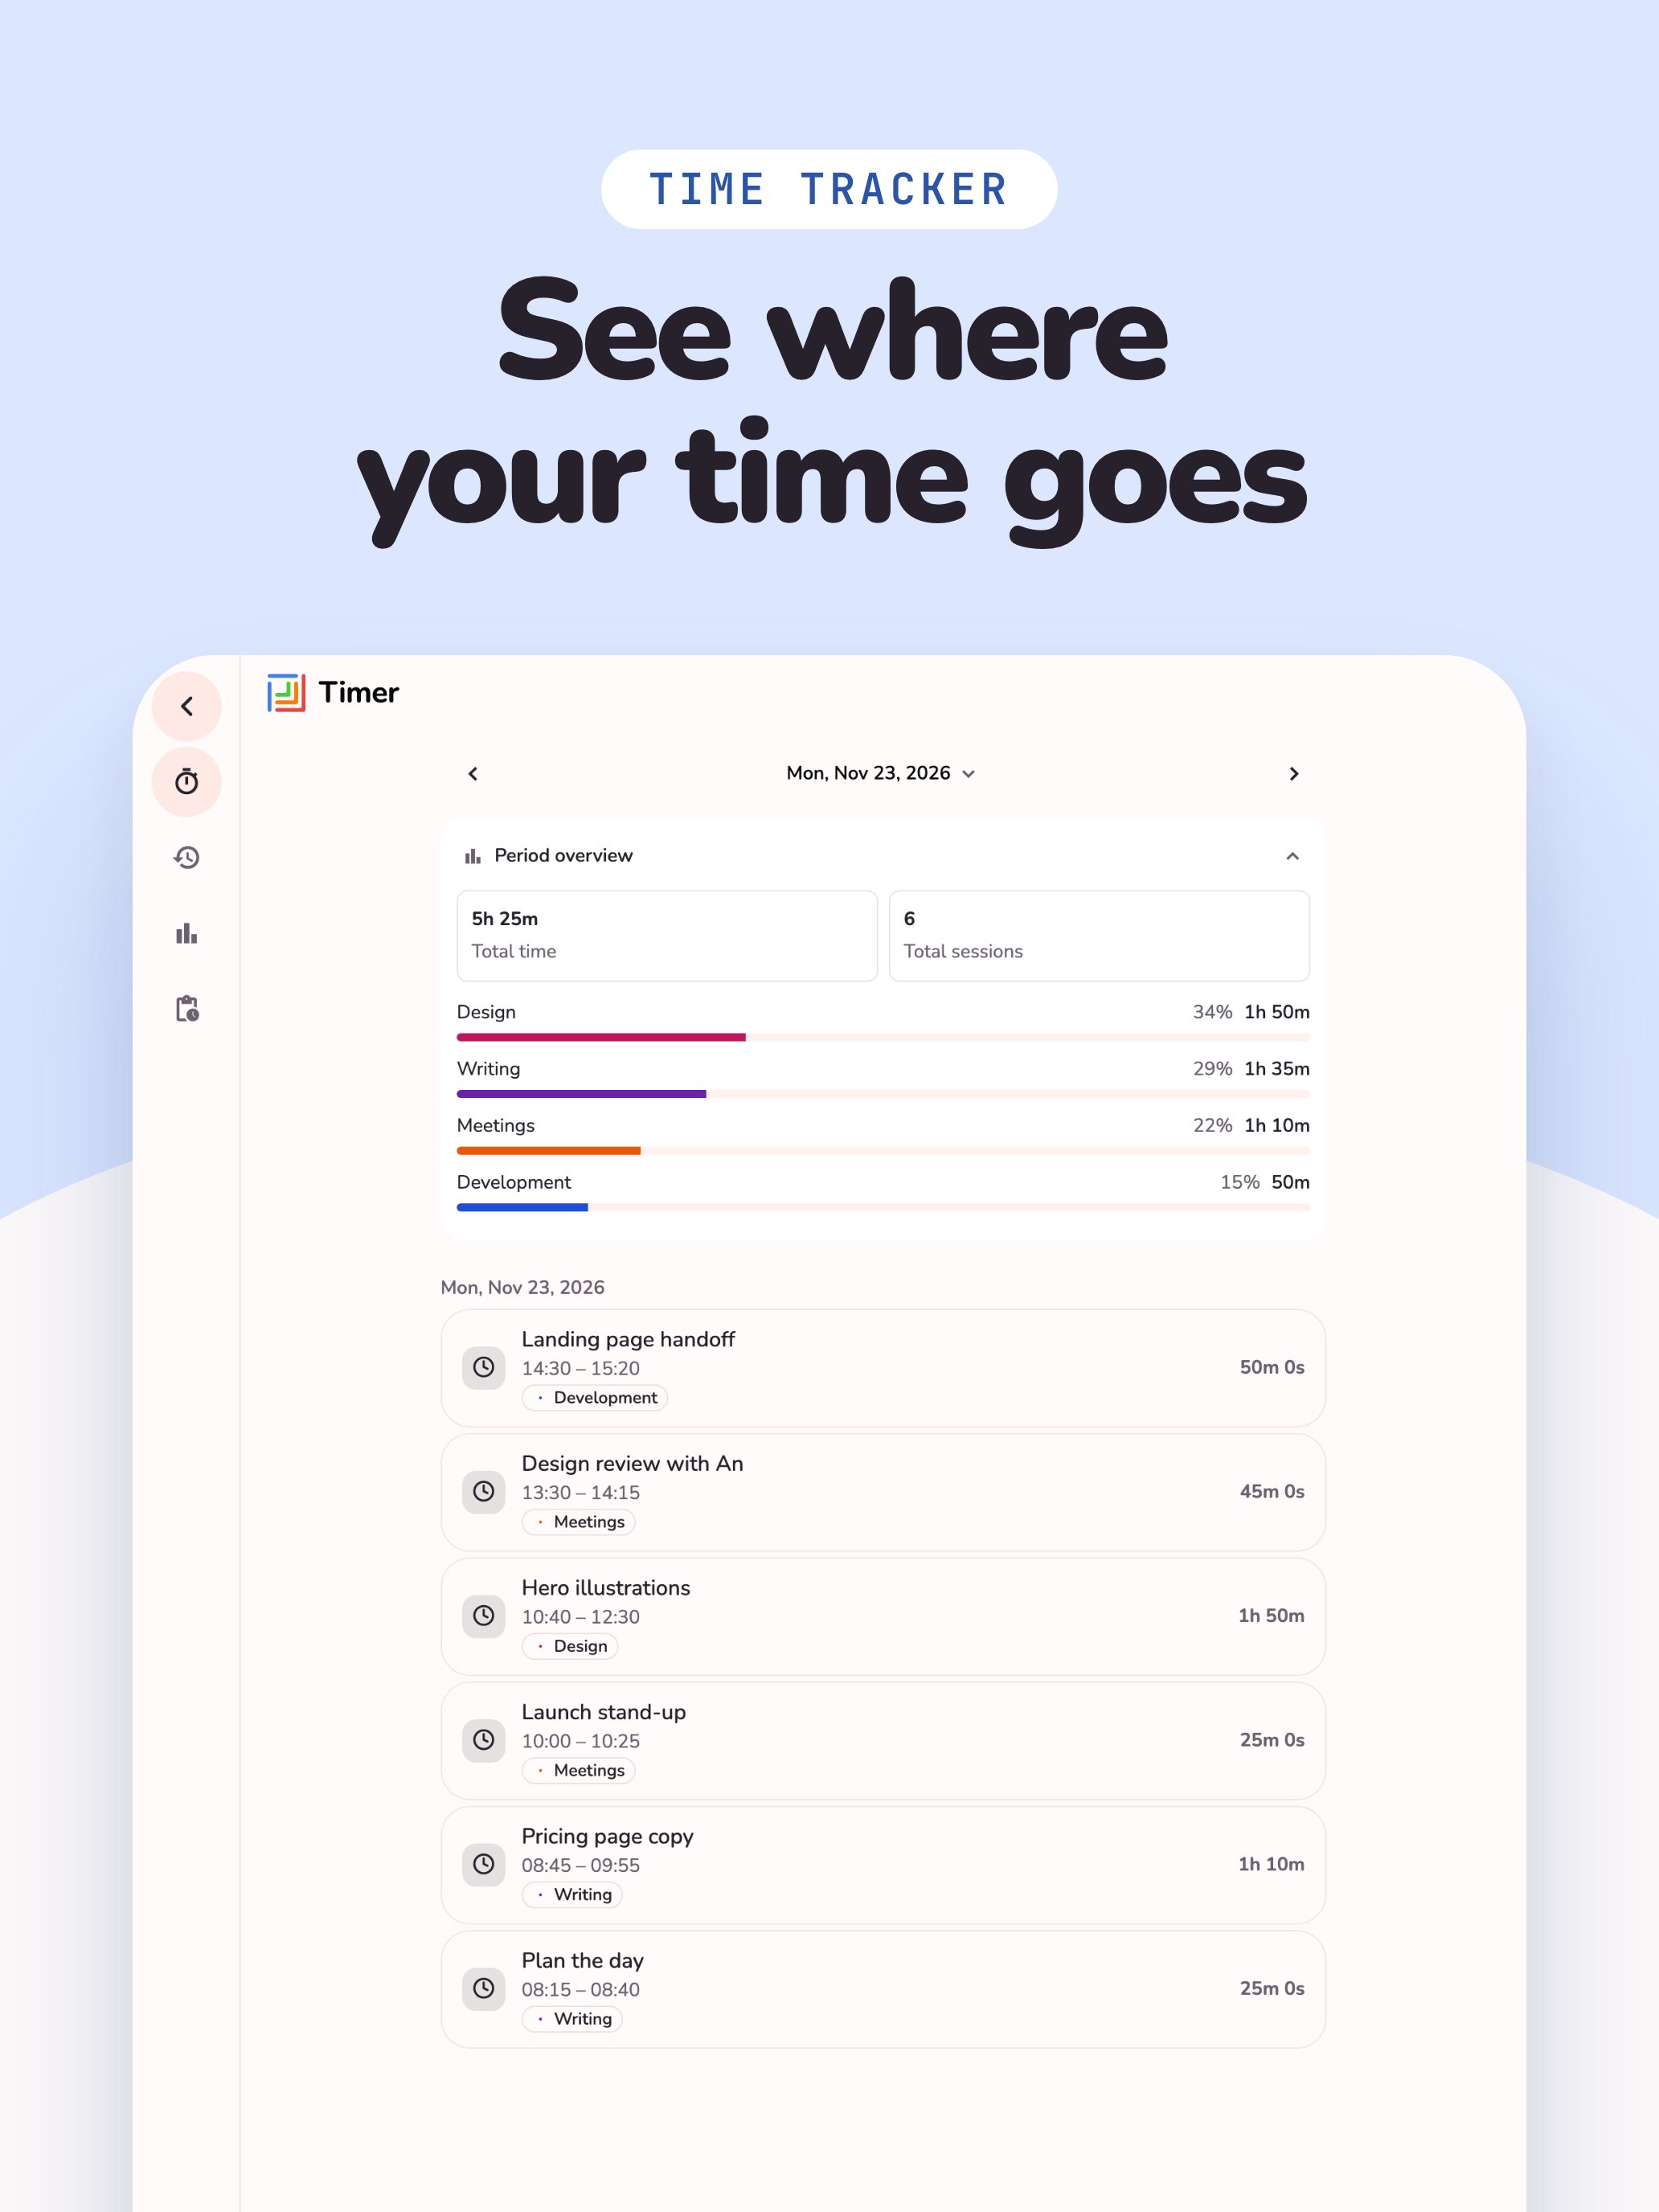 TIME TRACKER
See where
your time goes
Timer
Mon, Nov 23, 2026
Period overview
5h 25m
Total time
6
Total sessions
Design 34% 1h 50m
Writing 29% 1h 35m
Meetings 22% 1h 10m
Development 15% 50m
Mon, Nov 23, 2026
Landing page handoff
14:30 – 15:20
50m 0s
Development
Design review with An
13:30 – 14:15
45m 0s
Meetings
Hero illustrations
10:40 – 12:30
1h 50m
Design
Launch stand-up
10:00 – 10:25
25m 0s
Meetings
Pricing page copy
08:45 – 09:55
1h 10m
Writing
Plan the day
08:15 – 08:40
25m 0s
Writing